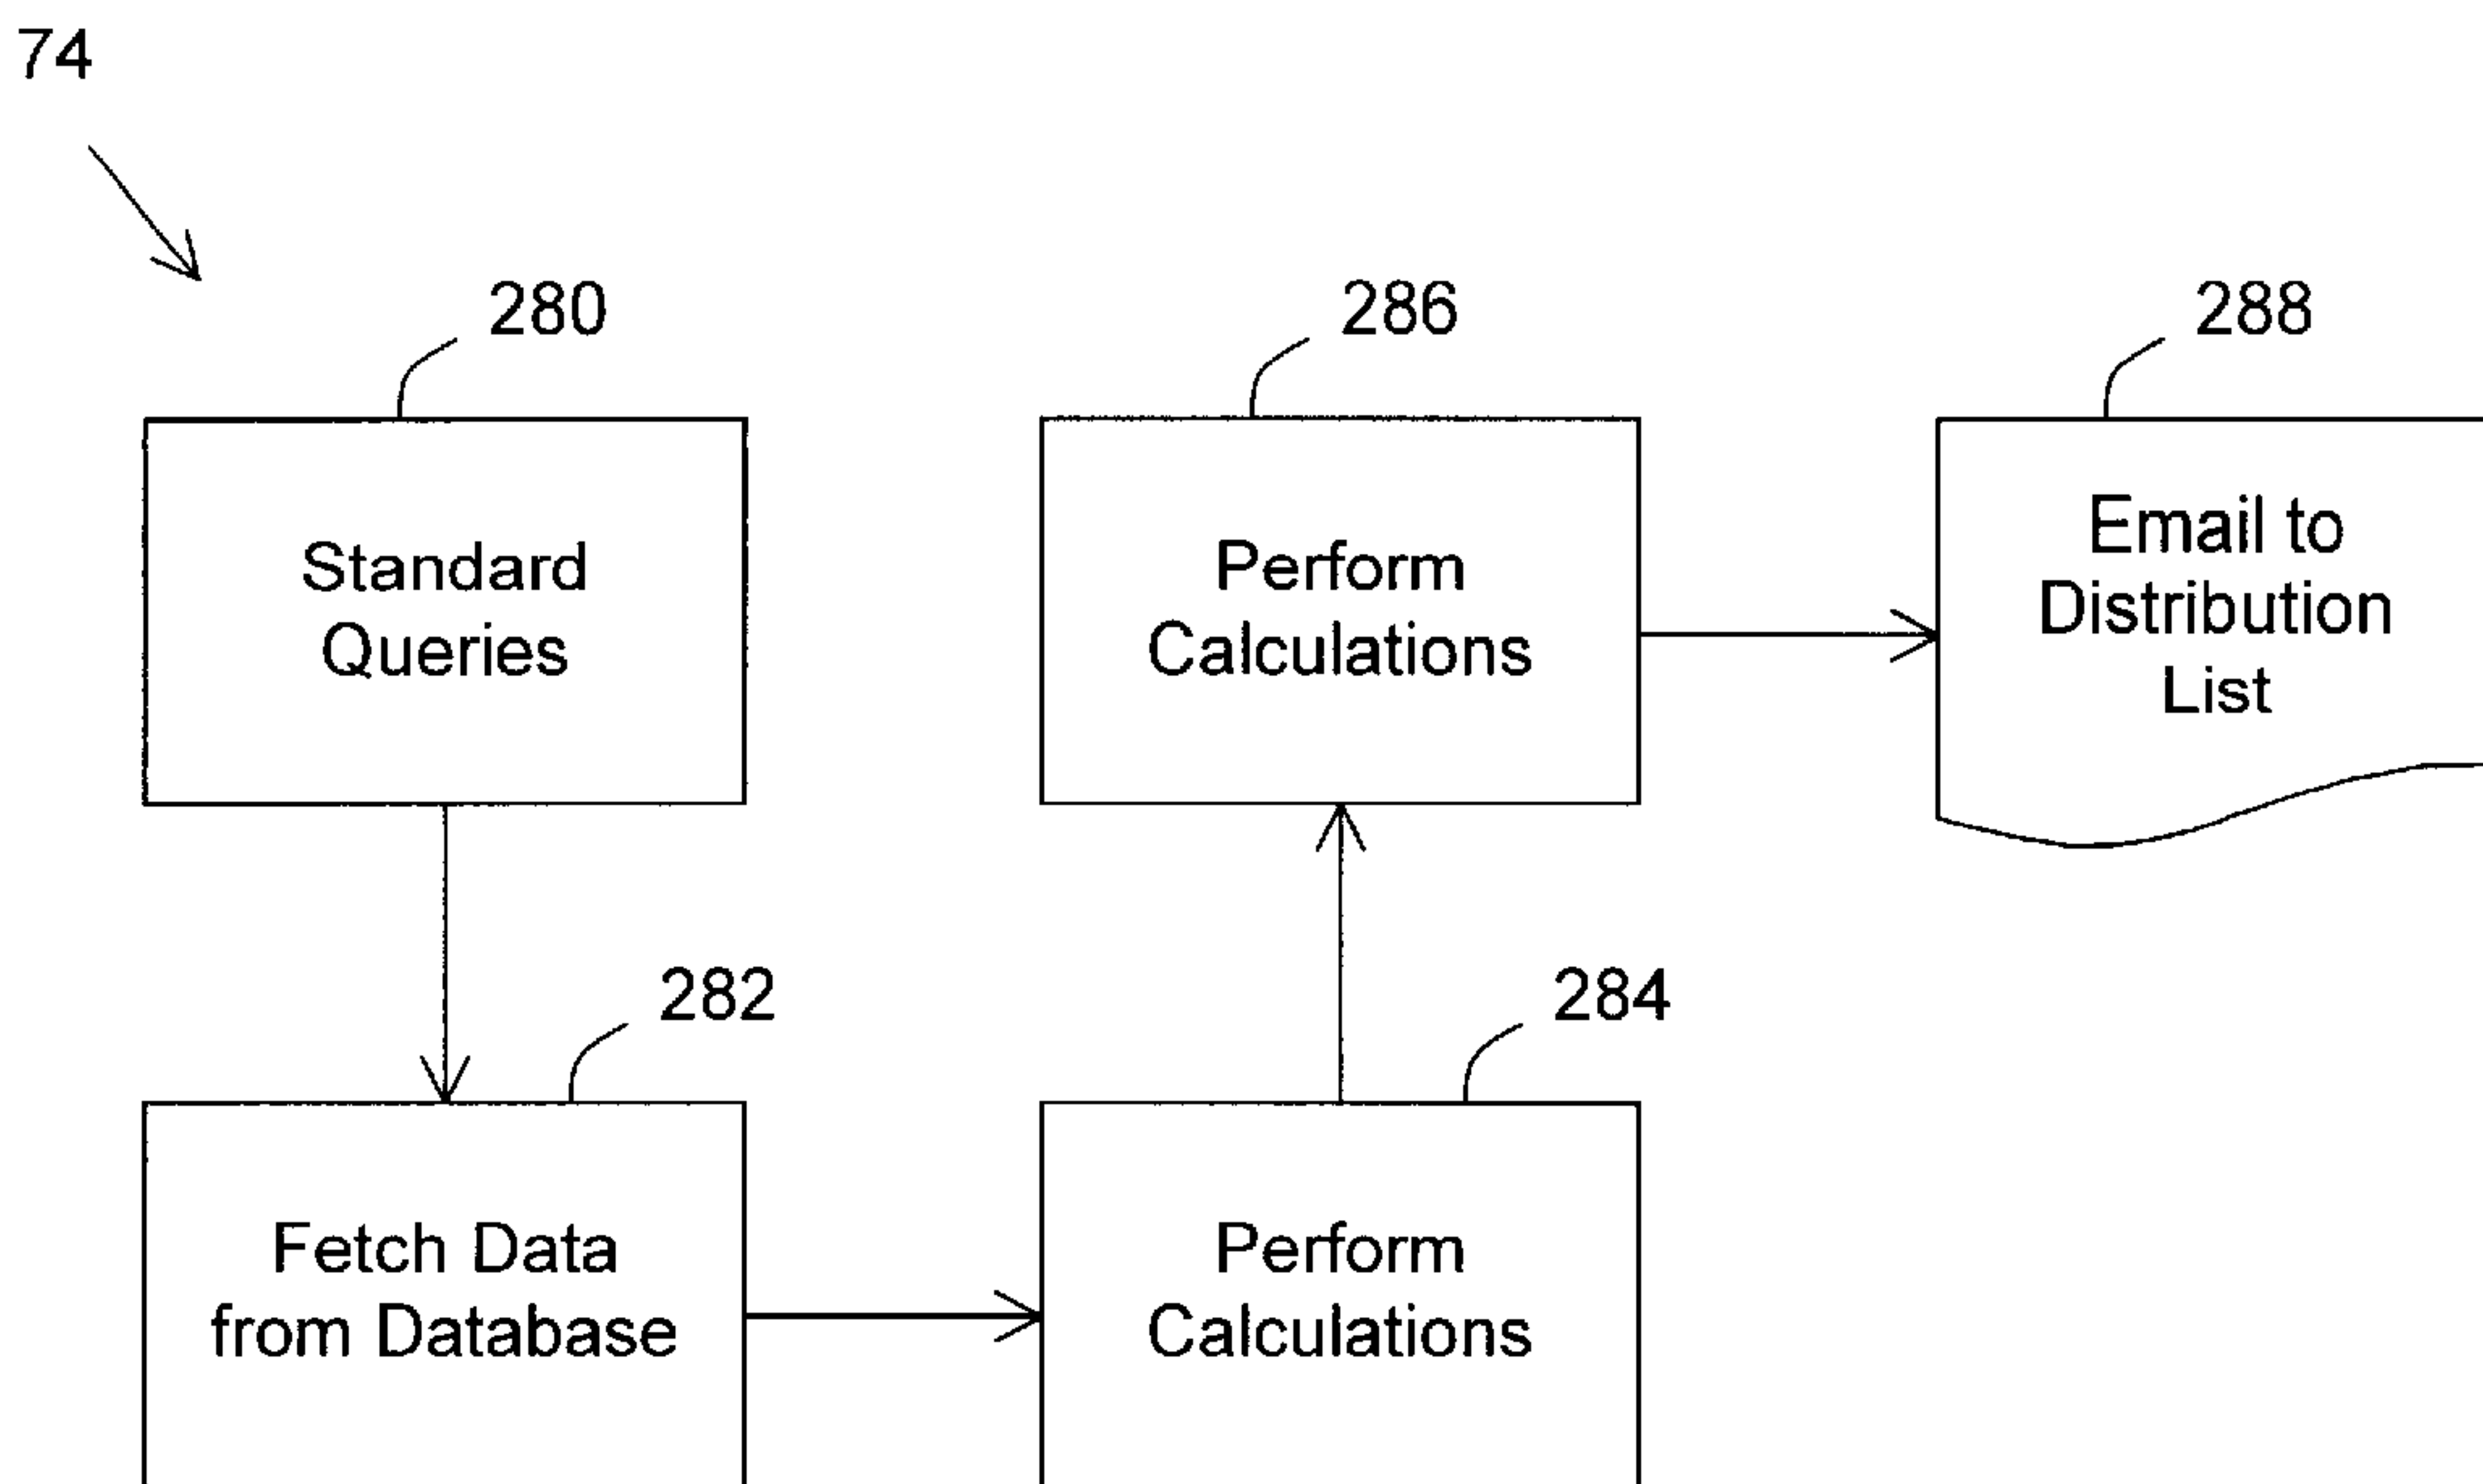 74
280
286
288
Standard
Queries
Perform
Calculations
Email to
Distribution
List
282
284
Fetch Data
from Database
Perform
Calculations